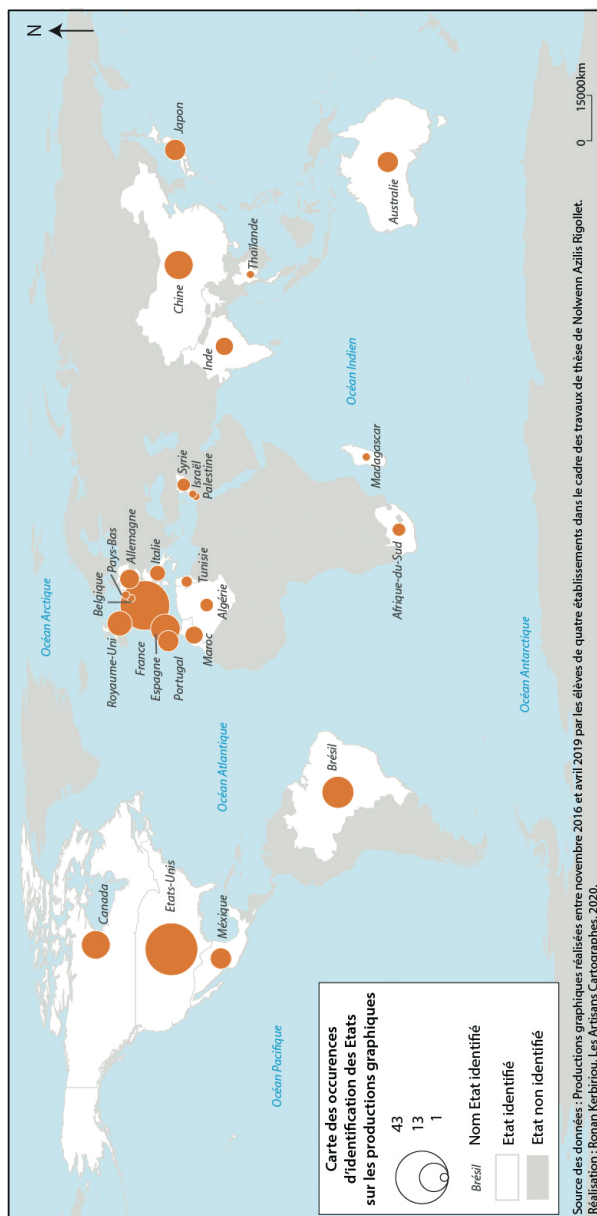 N
Océan Arctique
Canada
Etats-Unis
Méxique
Océan Pacifique
Océan Atlantique
Brésil
Royaume-Uni
Belgique
Pays-Bas
Allemagne
France
Espagne
Portugal
Italie
Maroc
Algérie
Tunisie
Syrie
Israël
Palestine
Chine
Japon
Inde
Thaïlande
Océan Indien
Madagascar
Afrique-du-Sud
Australie
Océan Antarctique
Carte des occurences
d'identification des Etats
sur les productions graphiques
43
13
1
Brésil Nom Etat identifié
Etat identifié
Etat non identifié
0 15000km
Source des données : Productions graphiques réalisées entre novembre 2016 et avril 2019 par les élèves de quatre établissements dans le cadre des travaux de thèse de Nolwenn Azilis Rigollet.
Réalisation : Ronan Kerbiriou, Les Artisans Cartographes, 2020.